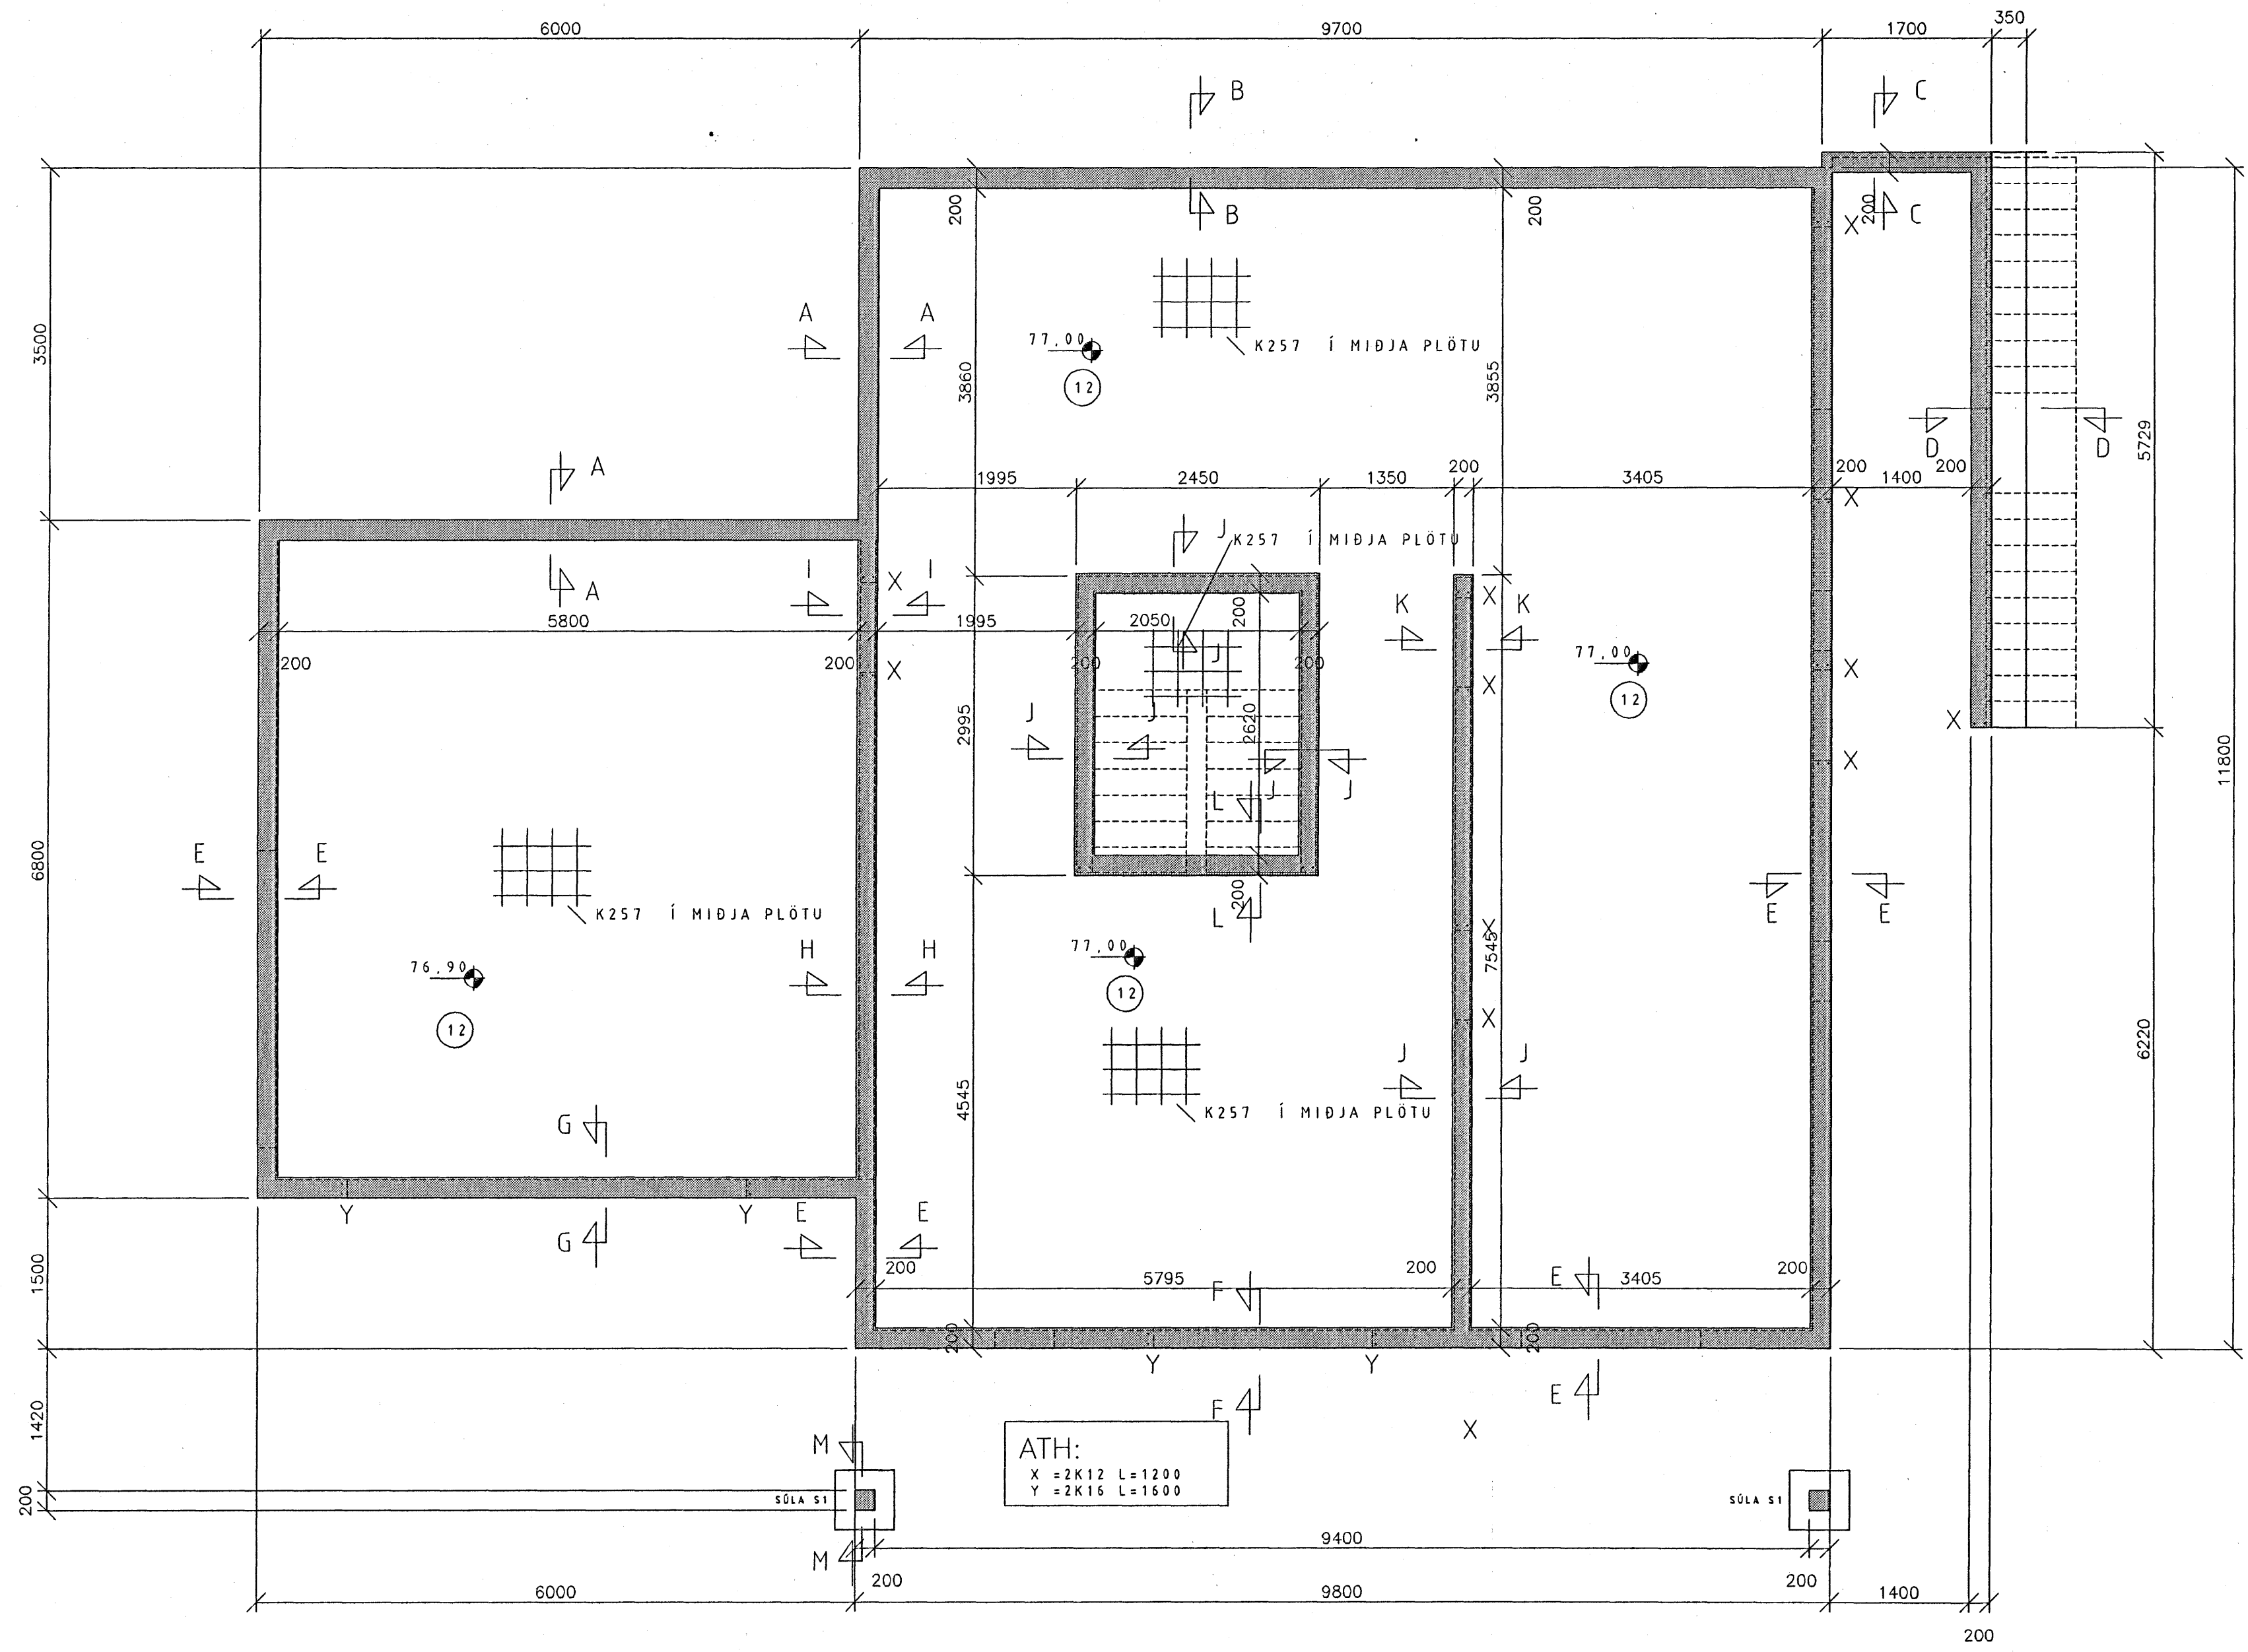 350
6000
9700
1700
B
C
200
200
200
B
C
X
3500
A
A
77,00
K257 Í MIÐJA PLÖTU
12
3860
3855
D
D
5729
A
1995
2450
1350
200
3405
200
1400
200
X
J
K257 Í MIÐJA PLÖTU
I
X
I
A
K
X
K
200
5800
1995
2050
J
77,00
200
200
X
200
200
X
X
12
J
J
2995
2620
X
X
11800
L
J
J
6800
E
E
200
E
E
K257 Í MIÐJA PLÖTU
L
X
H
H
77,00
7545
76,90
12
X
12
6220
J
J
4545
K257 Í MIÐJA PLÖTU
G
Y
Y
E
E
G
1500
200
5795
200
E
3405
200
F
200
200
Y
Y
E
F
1420
X
M
ATH:
X =2K12 L=1200
Y =2K16 L=1600
200
SÚLA S1
SÚLA S1
9400
M
200
200
6000
9800
1400
200